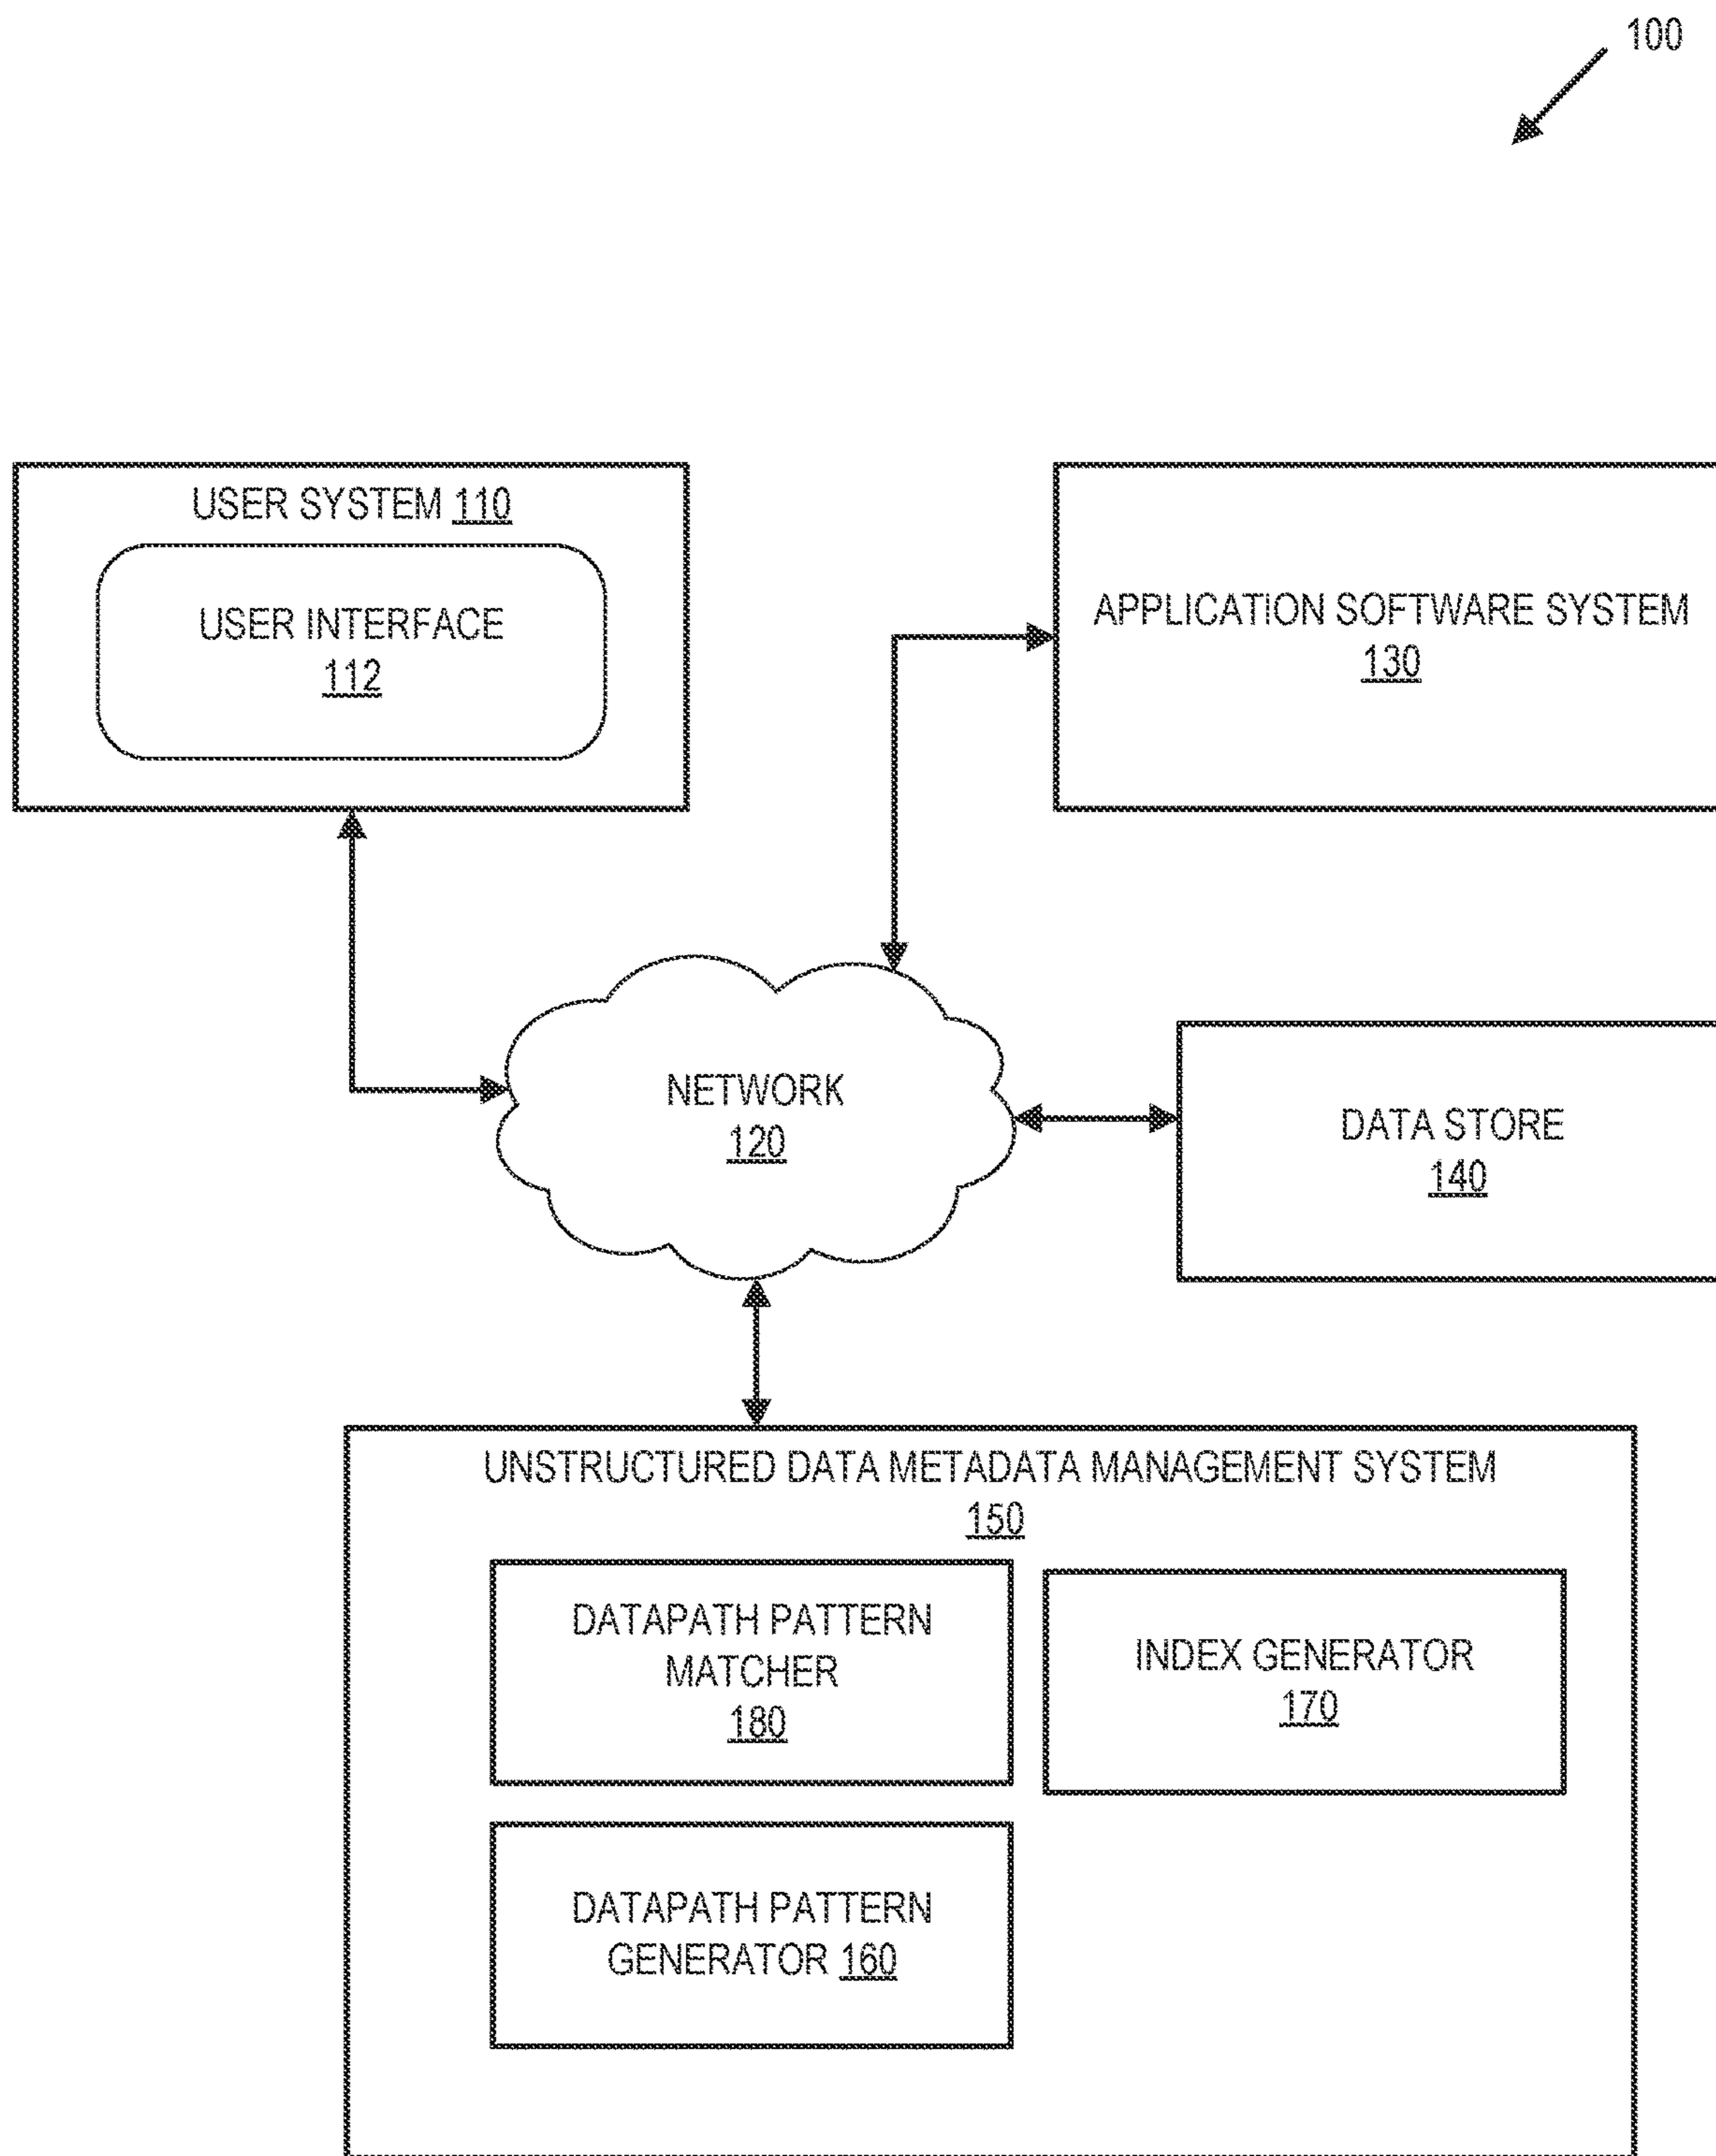 100
USER SYSTEM 110
USER INTERFACE
112
APPLICATION SOFTWARE SYSTEM
130
NETWORK
120
DATA STORE
140
UNSTRUCTURED DATA METADATA MANAGEMENT SYSTEM
150
DATAPATH PATTERN
MATCHER
180
INDEX GENERATOR
170
DATAPATH PATTERN
GENERATOR 160